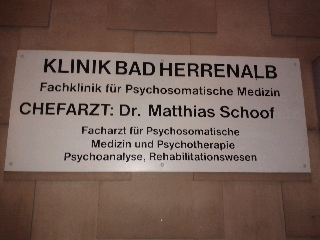 KLINIK BAD HERRENALB
Fachklinik für Psychosomatische Medizin
CHEFARZT: Dr. Matthias Schoof
Facharzt für Psychosomatische
Medizin und Psychotherapie
Psychoanalyse, Rehabilitationswesen